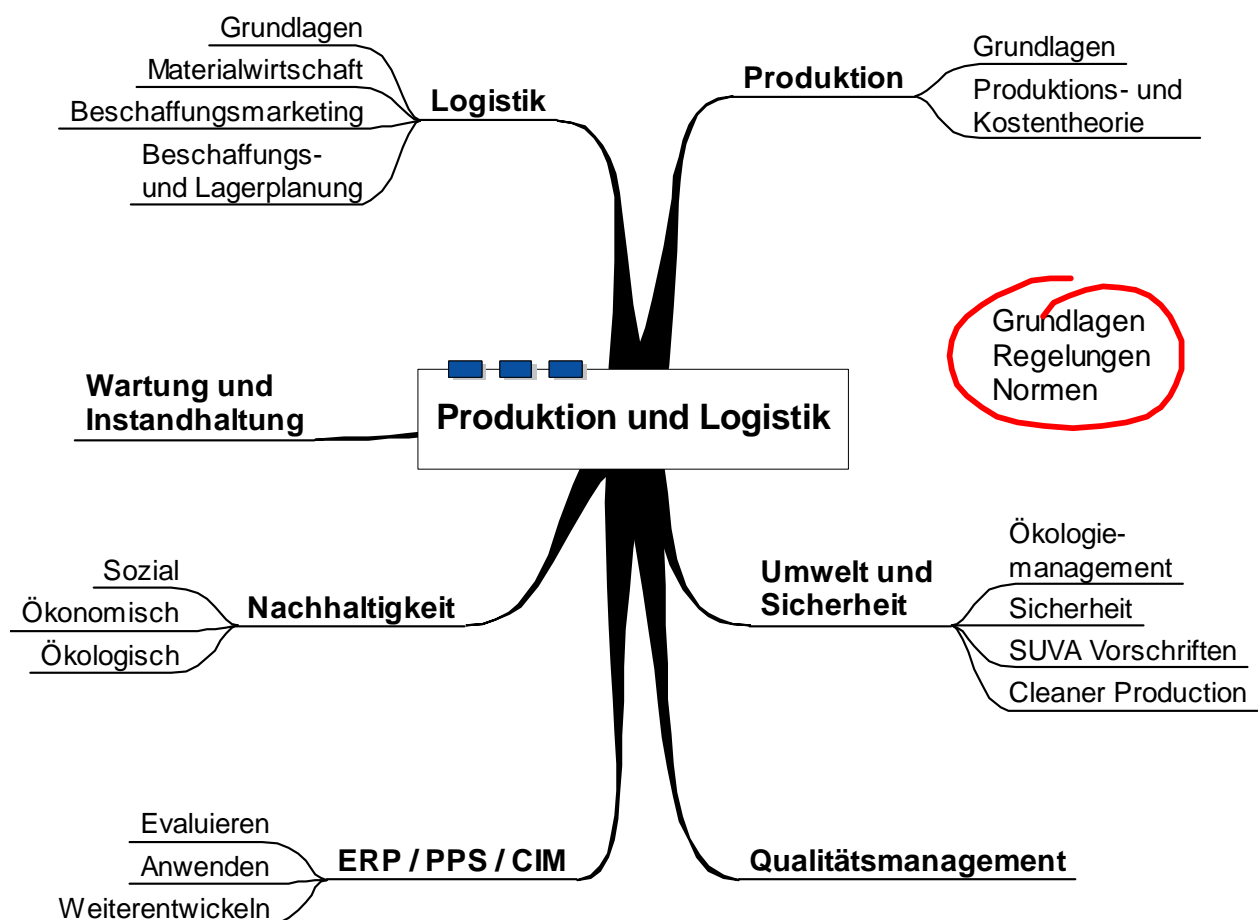 Grundlagen
Materialwirtschaft
Beschaffungsmarketing
Beschaffungs-
und Lagerplanung
Logistik
Produktion
Grundlagen
Produktions- und
Kostentheorie
Grundlagen
Regelungen
Normen
Wartung und
Instandhaltung
Produktion und Logistik
Sozial
Ökonomisch
Ökologisch
Nachhaltigkeit
Umwelt und
Sicherheit
Ökologie-
management
Sicherheit
SUVA Vorschriften
Cleaner Production
Evaluieren
Anwenden
Weiterentwickeln
ERP / PPS / CIM
Qualitätsmanagement